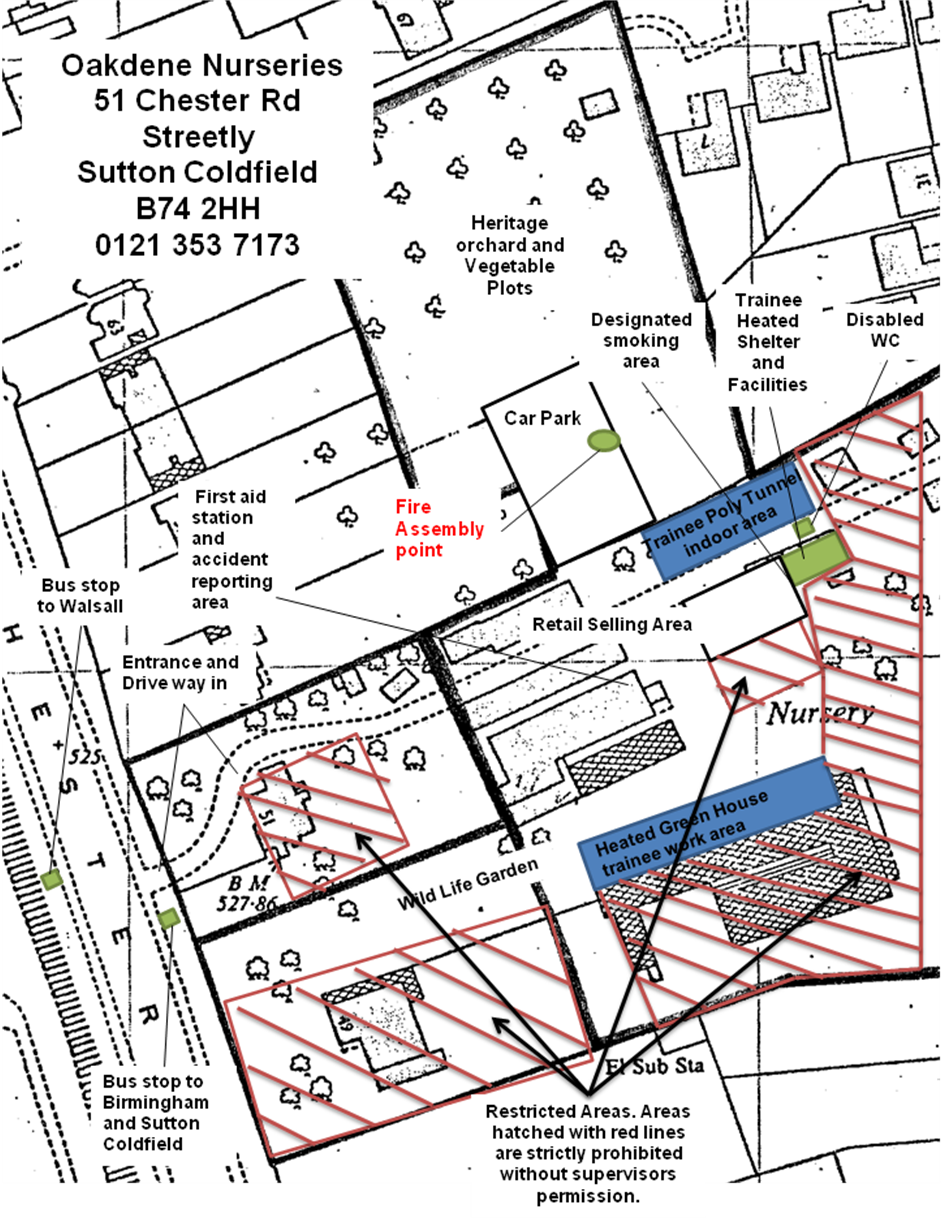 Oakdene Nurseries
51 Chester Rd
Streetly
Sutton Coldfield
B74 2HH
0121 353 7173
Heritage
orchard and
Vegetable
Plots
Designated
smoking
area
Trainee
Heated
Shelter
and
Facilities
Disabled
WC
63
31
Car Park
First aid
station
and
accident
reporting
area
Fire
Assembly
point
Trainee Poly Tunnel
indoor area
Bus stop
to Walsall
Retail Selling Area
Entrance and
Drive way in
Nursery
H E S T E R
+ 525
51
Heated Green House
trainee work area
B M
527·86
Wild Life Garden
49
El Sub Sta
Bus stop to
Birmingham
and Sutton
Coldfield
Restricted Areas. Areas
hatched with red lines
are strictly prohibited
without supervisors
permission.